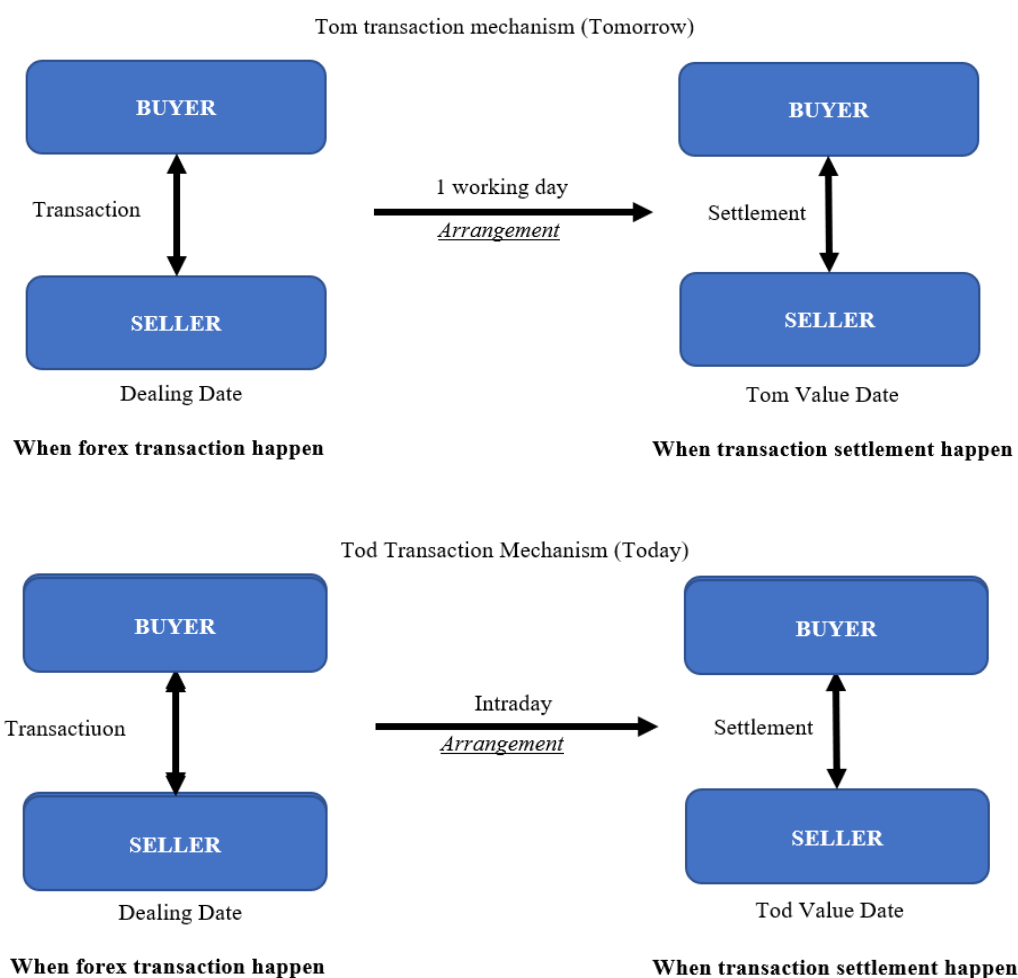 Tom transaction mechanism (Tomorrow)
BUYER
BUYER
Transaction
1 working day
Arrangement
Settlement
SELLER
SELLER
Dealing Date
Tom Value Date
When forex transaction happen
When transaction settlement happen
Tod Transaction Mechanism (Today)
BUYER
BUYER
Transactiuon
Intraday
Arrangement
Settlement
SELLER
SELLER
Dealing Date
Tod Value Date
When forex transaction happen
When transaction settlement happen